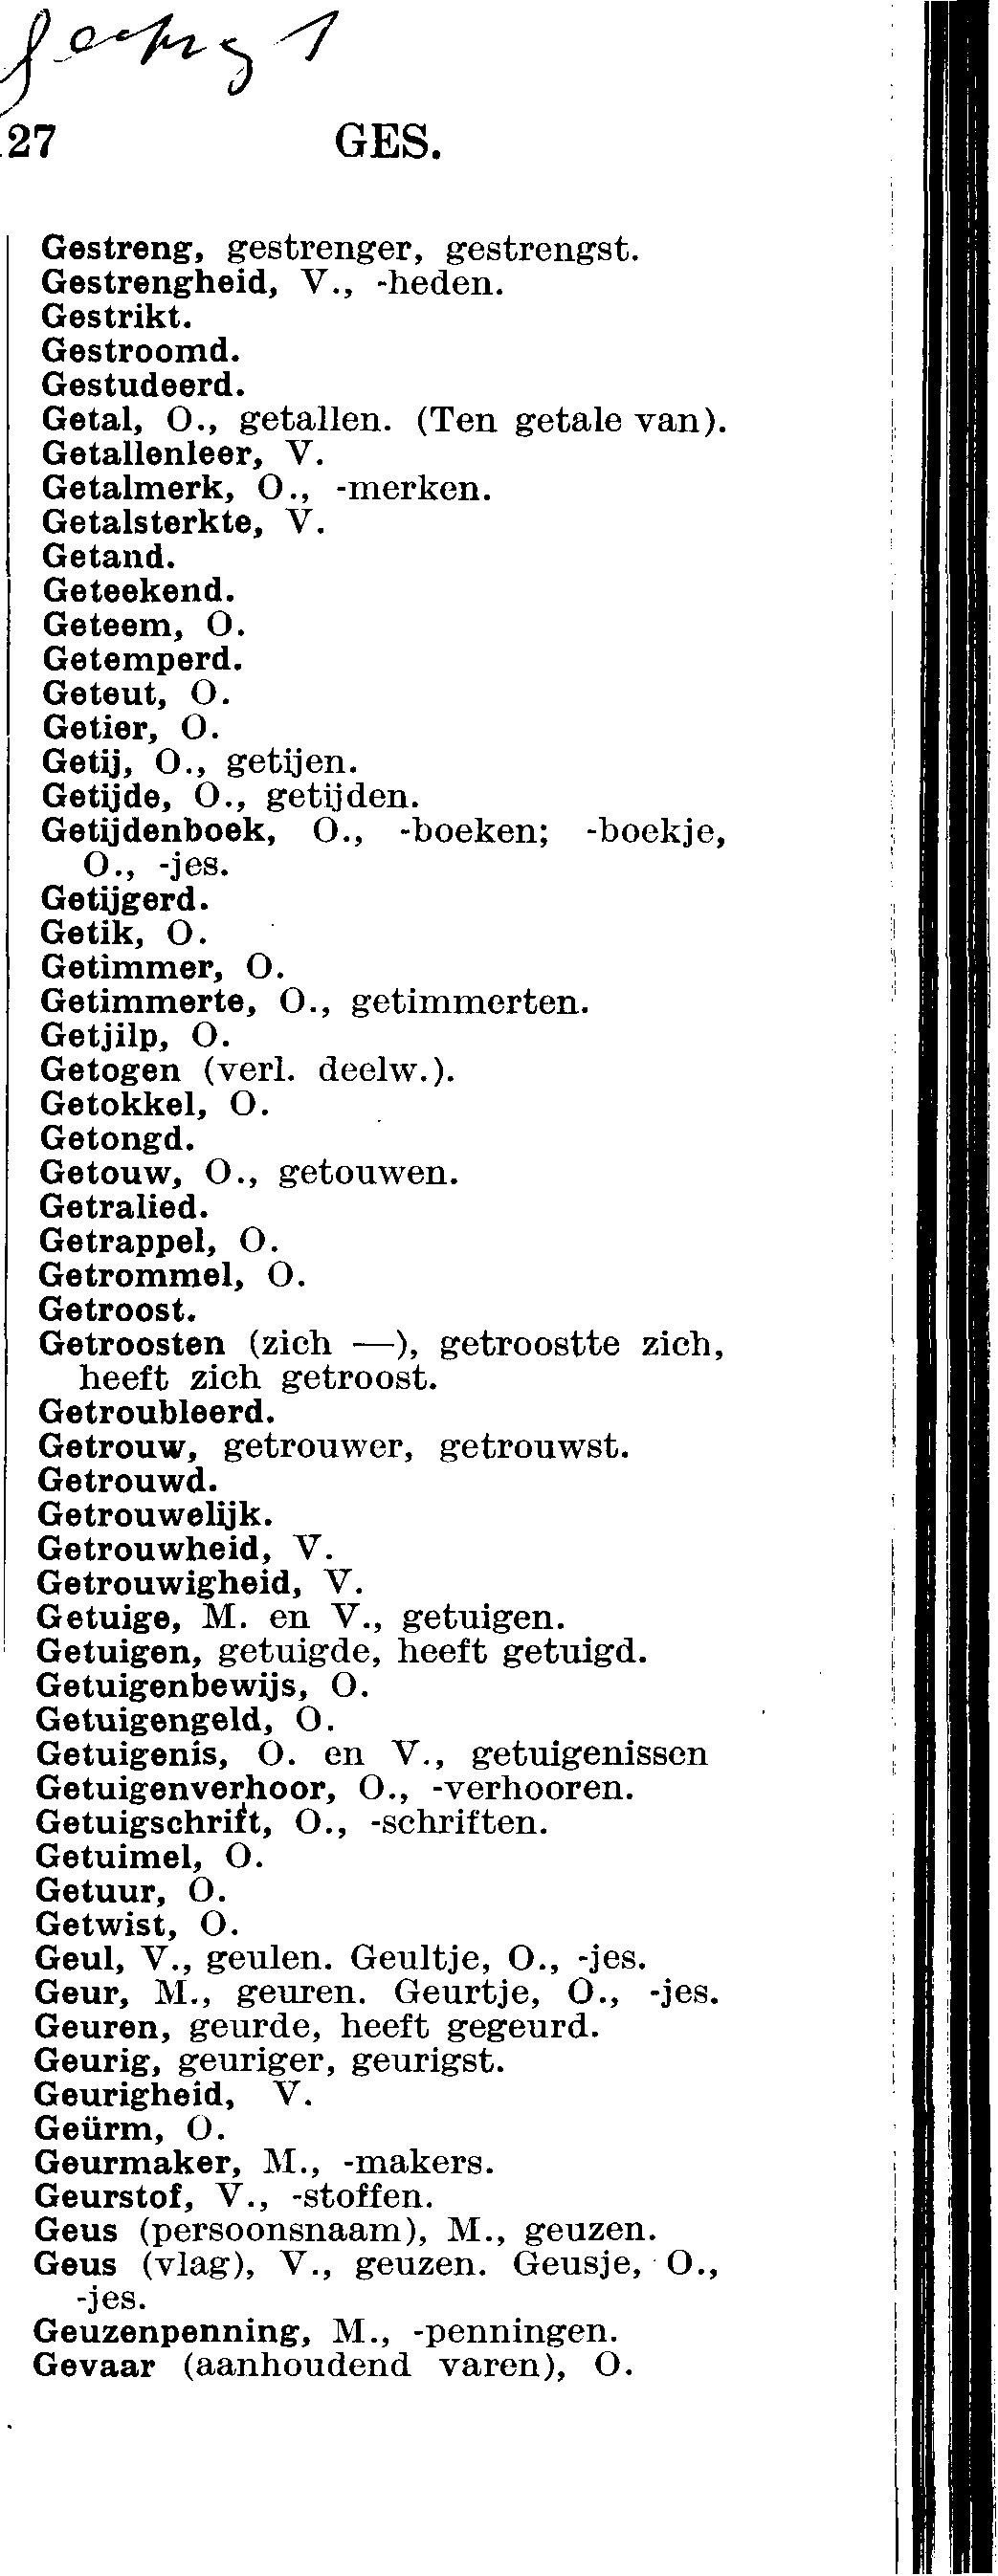 27 GES.
Gestreng, gestrenger, gestrengst.
Gestrengheid, V., -heden.
Gestrikt.
Gestroomd.
Gestudeerd.
Getal, O., getallen. (Ten getale van).
Getallenleer, V.
Getalmerk, O., -merken.
Getalsterkte, V.
Getand.
Geteekend.
Geteem, O.
Getemperd.
Geteut, O.
Getier, O.
Getij, O., getijen.
Getijde, O., getijden.
Getijdenboek, O., -boeken; -boekje,
O., -jes.
Getijgerd.
Getik, O.
Getimmer, O.
Getimmerte, O., getimmerten.
Getjilp, O.
Getogen (verl. deelw.).
Getokkel, O.
Getongd.
Getouw, O., getouwen.
Getralied.
Getrappel, O.
Getrommel, O.
Getroost.
Getroosten (zich —), getroostte zich,
heeft zich getroost.
Getroubleerd.
Getrouw, getrouwer, getrouwst.
Getrouwd.
Getrouwelijk.
Getrouwheid, V.
Getrouwigheid, V.
Getuige, M. en V., getuigen.
Getuigen, getuigde, heeft getuigd.
Getuigenbewijs, O.
Getuigengeld, O.
Getuigenis, O. en V., getuigenissen
Getuigenverhoor, O., -verhooren.
Getuigschrift, O., -schriften.
Getuimel, O.
Getuur, O.
Getwist, O.
Geul, V., geulen. Geultje, O., -jes.
Geur, M., geuren. Geurtje, O., -jes.
Geuren, geurde, heeft gegeurd.
Geurig, geuriger, geurigst.
Geurigheid, V.
Geürm, O.
Geurmaker, M., -makers.
Geurstof, V., -stoffen.
Geus (persoonsnaam), M., geuzen.
Geus (vlag), V., geuzen. Geusje, O.,
-jes.
Geuzenpenning, M., -penningen.
Gevaar (aanhoudend varen), O.